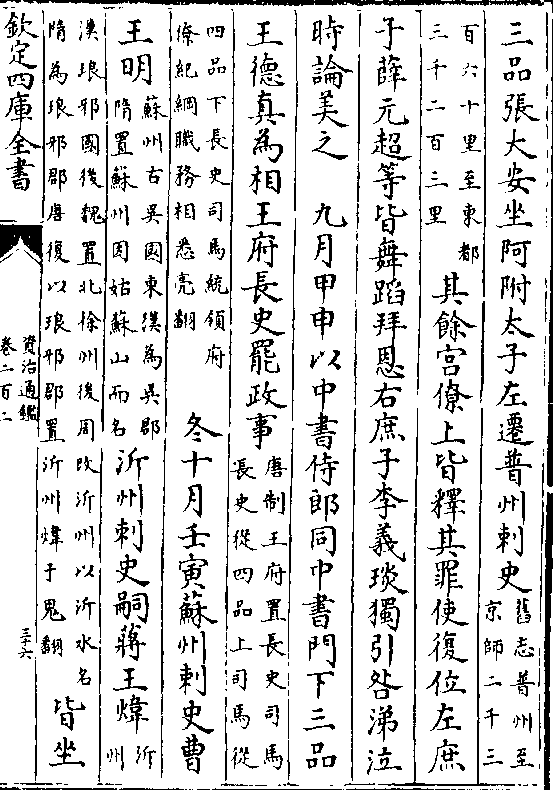 三品張大安坐阿附太子左遷普州刺史舊志普州至京師二千三
百六十里至東都三千二百三里其餘宮僚上皆釋其罪使復位左庶
子薛元超等皆舞蹈拜恩右庶子李義琰獨引咎涕泣
時論美之 九月甲申以中書侍郎同中書門下三品
王德真為相王府長史罷政事唐制王府置長史司馬長史從四品上司馬從
四品下長史司馬統領府僚紀綱職務相悉亮翻 冬十月壬寅蘇州刺史曹
王明蘇州古吳國東漢為吳郡隋置蘇州因姑蘇山而名沂州刺史嗣蔣王煒沂州
漢琅邪國後魏置北徐州後周改沂州以沂水名隋為琅邪郡唐復以琅邪郡置沂州煒于鬼翻皆坐
欽定四庫全書
資治通鑑
卷二百二
三十六